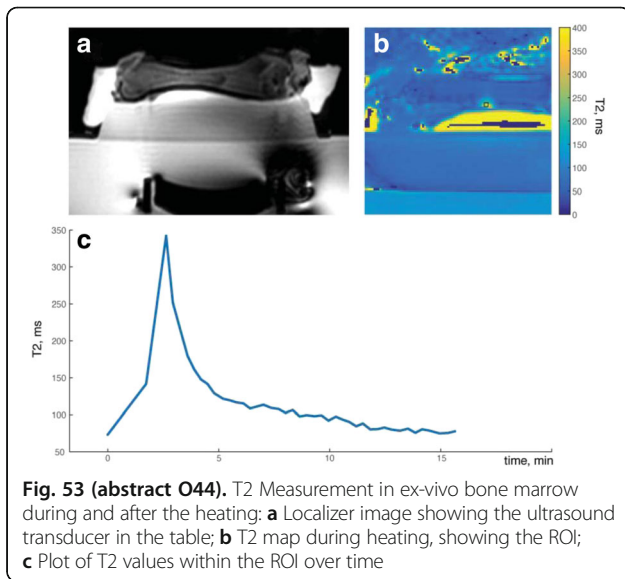 a
b
400
350
300
250
200
150
100
50
0
T2, ms
c
350
300
250
200
150
100
50
T2, ms
0
5
10
15
time, min
Fig. 53 (abstract O44). T2 Measurement in ex-vivo bone marrow
during and after the heating: a Localizer image showing the ultrasound
transducer in the table; b T2 map during heating, showing the ROI;
c Plot of T2 values within the ROI over time